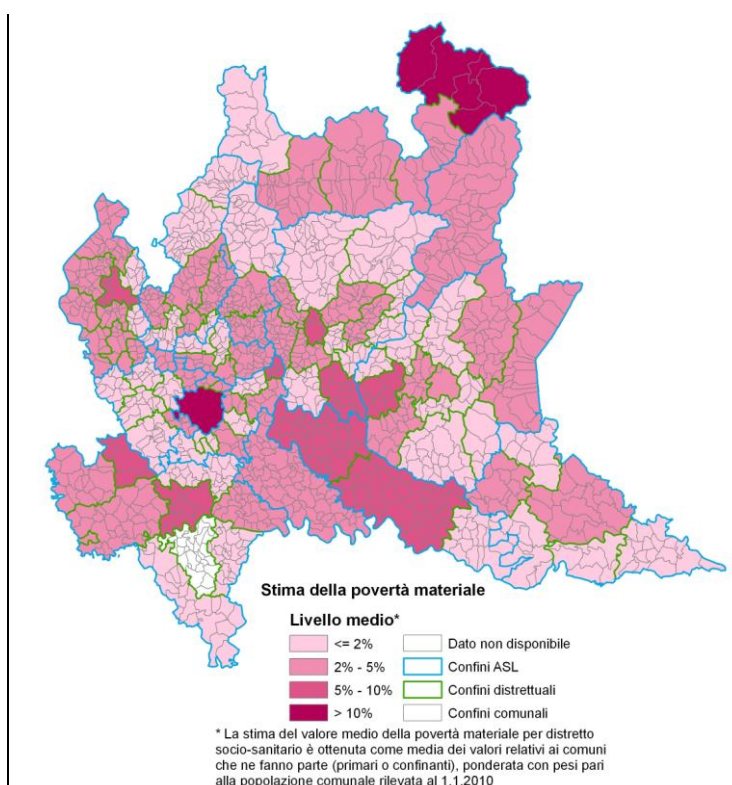 Stima della povertà materiale
Livello medio*
<= 2%
2% - 5%
5% - 10%
> 10%
Dato non disponibile
Confini ASL
Confini distrettuali
Confini comunali
* La stima del valore medio della povertà materiale per distretto
socio-sanitario è ottenuta come media dei valori relativi ai comuni
che ne fanno parte (primari o confinanti), ponderata con pesi pari
alla popolazione comunale rilevata al 1.1.2010